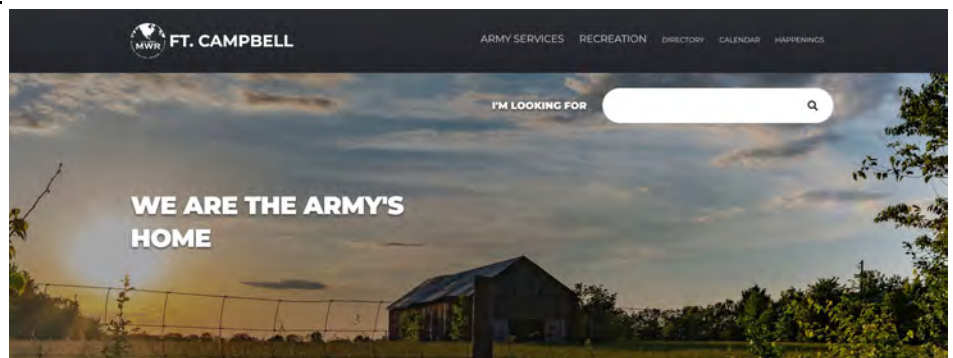 MWR
FT. CAMPBELL
ARMY SERVICES RECREATION DIRECTORY CALENDAR HAPPENINGS
I'M LOOKING FOR
WE ARE THE ARMY'S
HOME